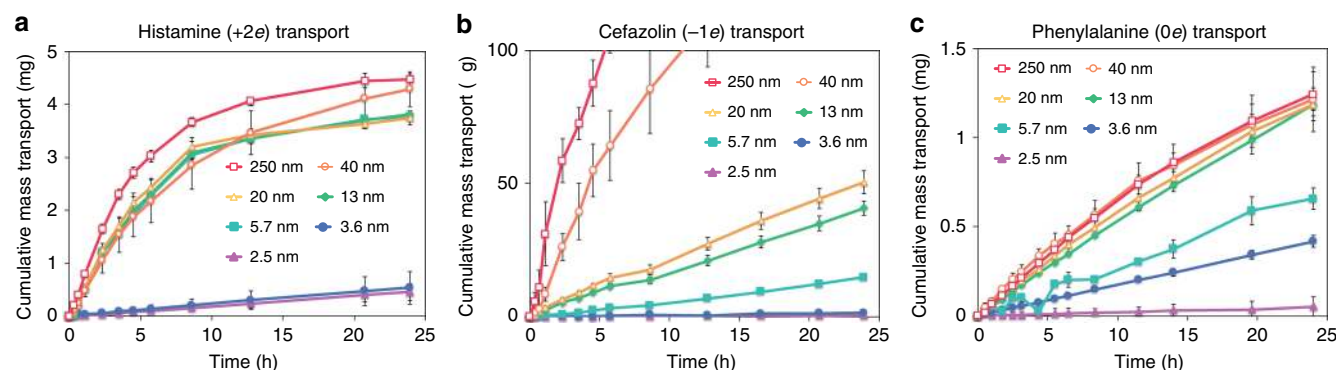 a
Histamine (+2e) transport
Cumulative mass transport (mg)
5
4
3
2
1
0
0 5 10 15 20 25
Time (h)
250 nm 40 nm
20 nm 13 nm
5.7 nm 3.6 nm
2.5 nm
b
Cefazolin (−1e) transport
Cumulative mass transport ( g)
100
50
0
0 5 10 15 20 25
Time (h)
250 nm 40 nm
20 nm 13 nm
5.7 nm 3.6 nm
2.5 nm
c
Phenylalanine (0e) transport
Cumulative mass transport (mg)
1.5
1
0.5
0
0 5 10 15 20 25
Time (h)
250 nm 40 nm
20 nm 13 nm
5.7 nm 3.6 nm
2.5 nm